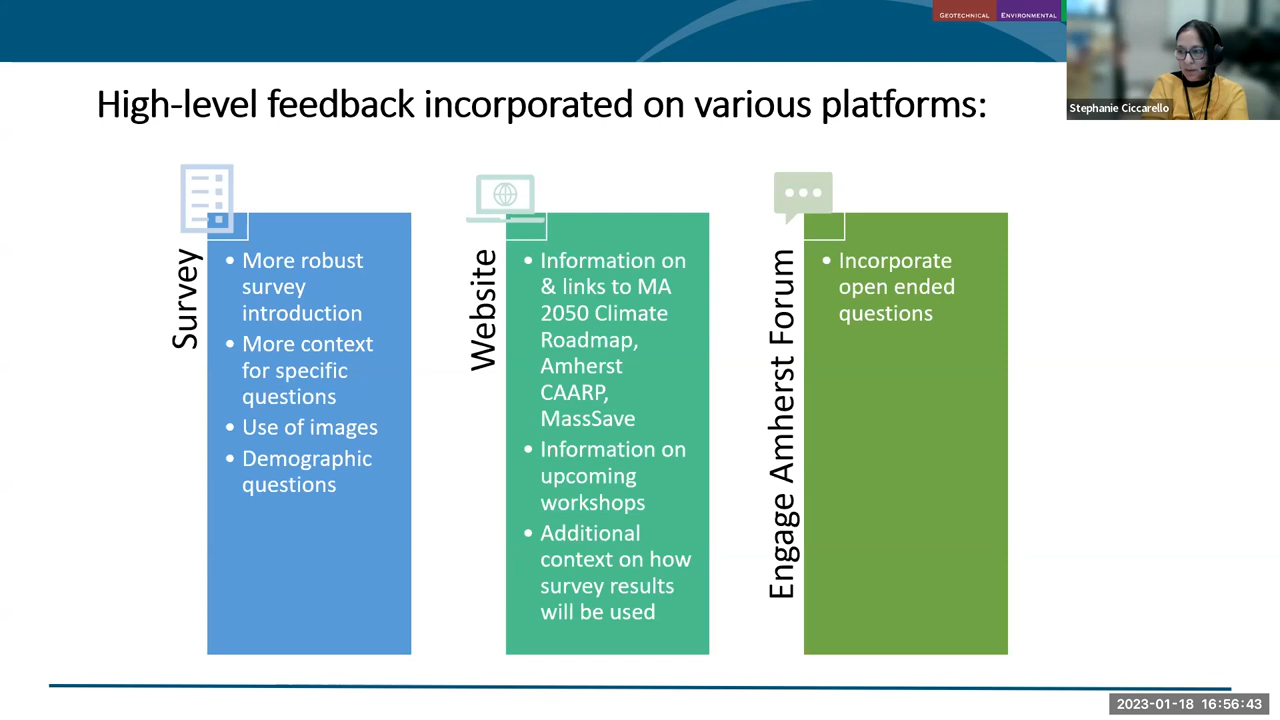 GEOTECHNICAL
ENVIRONMENTAL
Stephanie Ciccarello
High-level feedback incorporated on various platforms:
Survey
• More robust
survey
introduction
• More context
for specific
questions
• Use of images
• Demographic
questions
Website
• Information on
& links to MA
2050 Climate
Roadmap,
Amherst
CAARP,
MassSave
• Information on
upcoming
workshops
• Additional
context on how
survey results
will be used
Engage Amherst Forum
• Incorporate
open ended
questions
2023-01-18 16:56:43